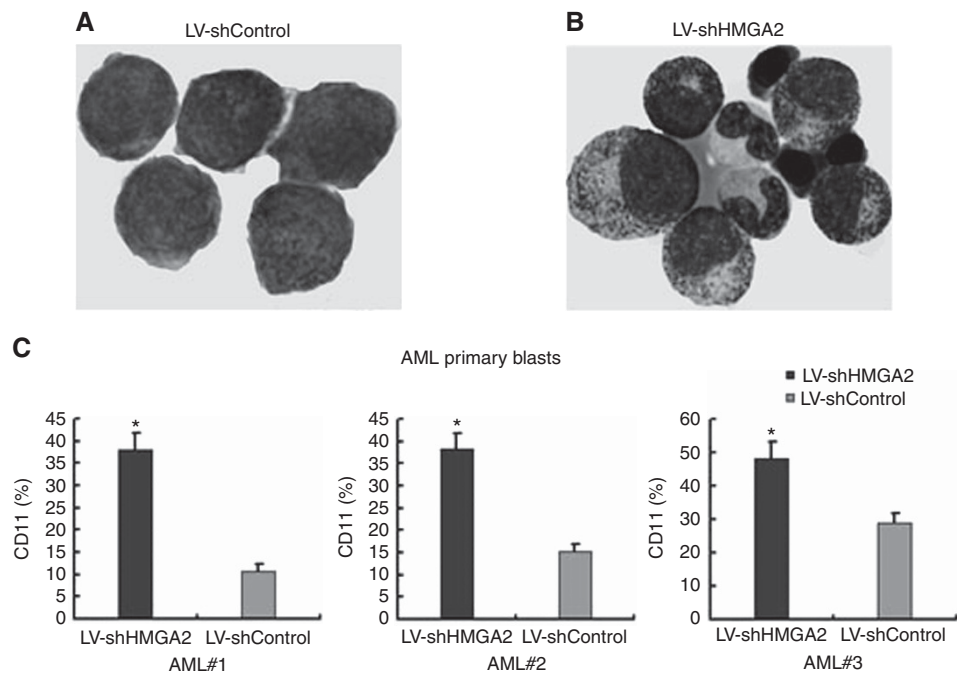 A
LV-shControl
B
LV-shHMGA2
C
AML primary blasts
LV-shHMGA2
LV-shControl
CD11 (%)
45
40
35
30
25
20
15
10
5
0
*
LV-shHMGA2 LV-shControl
AML#1
CD11 (%)
45
40
35
30
25
20
15
10
5
0
*
LV-shHMGA2 LV-shControl
AML#2
CD11 (%)
60
50
40
30
20
10
0
*
LV-shHMGA2 LV-shControl
AML#3